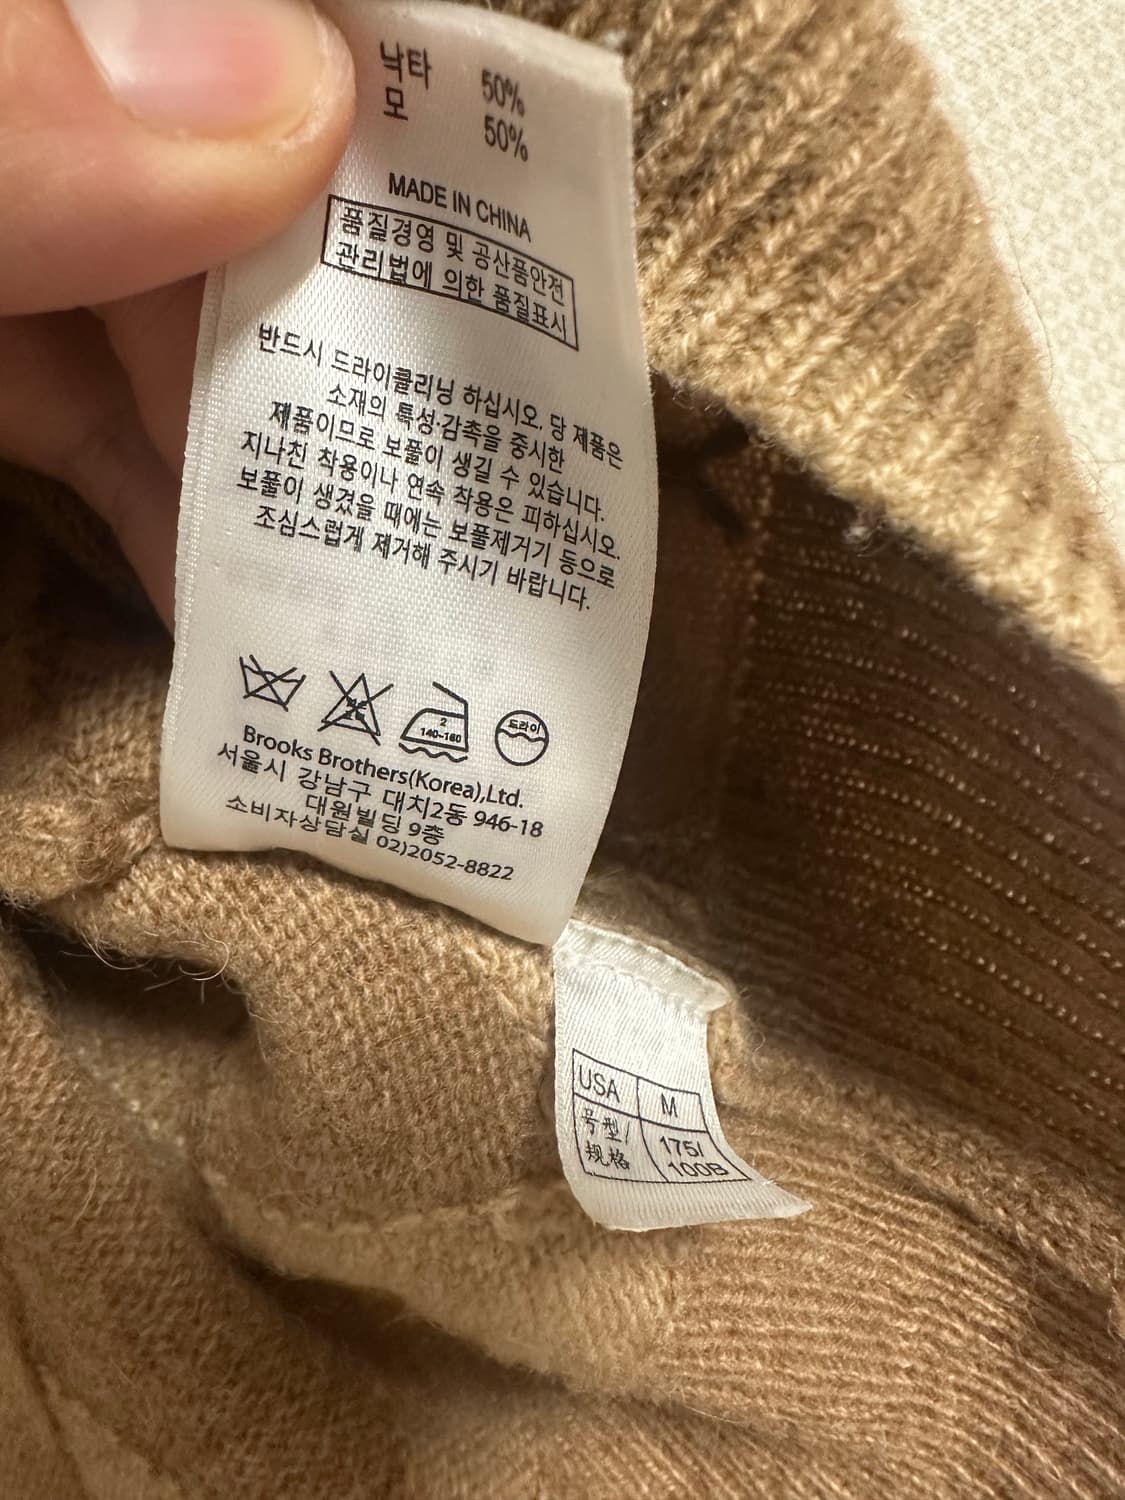 낙타 50%
모 50%
MADE IN CHINA
품질경영 및 공산품안전
관리법에 의한 품질표시
반드시 드라이클리닝 하십시오. 당 제품은
소재의 특성·감촉을 중시한
제품이므로 보풀이 생길 수 있습니다.
지나친 착용이나 연속 착용은 피하십시오.
보풀이 생겼을 때에는 보풀제거기 등으로
조심스럽게 제거해 주시기 바랍니다.
2
140~160
드라이
Brooks Brothers(Korea),Ltd.
서울시 강남구 대치2동 946-18
대원빌딩 9층
소비자상담실 02)2052-8822
USA M
号型/ 175/
规格 100B